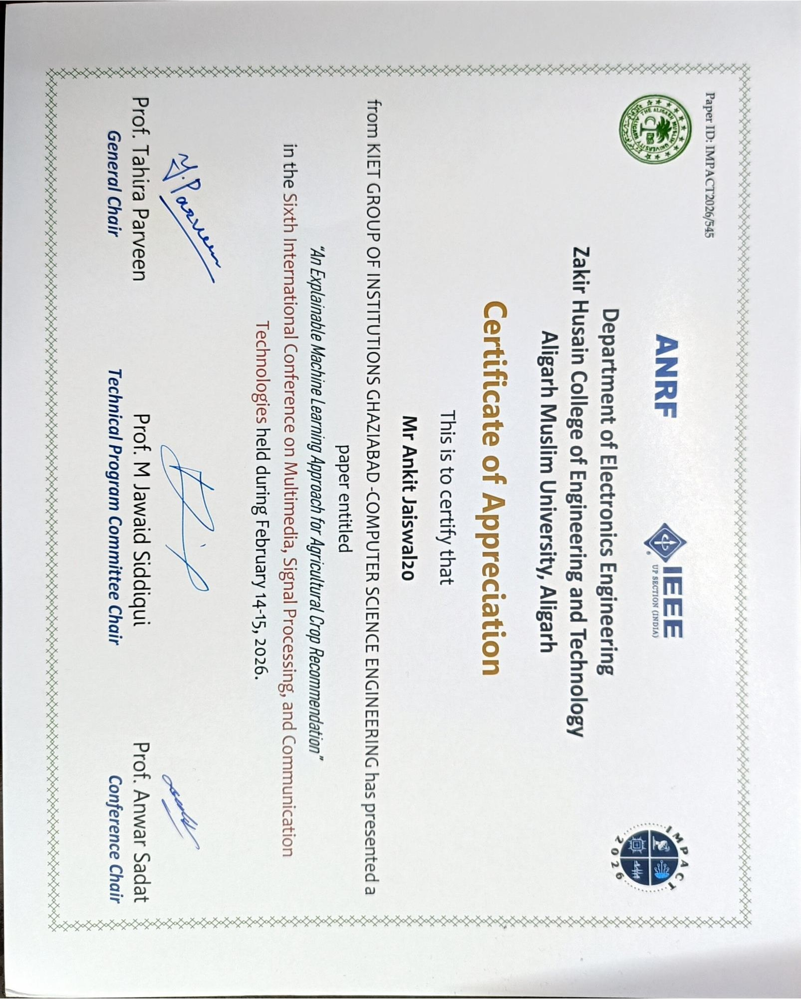 Paper ID: IMPACT2026/545
THE ALIGARH MUSLIM UNIVERSITY ALIGARH
ANRF
IEEE
UP SECTION (INDIA)
IMPACT
2026
Department of Electronics Engineering
Zakir Husain College of Engineering and Technology
Aligarh Muslim University, Aligarh
Certificate of Appreciation
This is to certify that
Mr Ankit Jaiswal20
from KIET GROUP OF INSTITUTIONS GHAZIABAD -COMPUTER SCIENCE ENGINEERING has presented a
paper entitled
“An Explainable Machine Learning Approach for Agricultural Crop Recommendation”
in the Sixth International Conference on Multimedia, Signal Processing, and Communication
Technologies held during February 14-15, 2026.
T. Parveen
Prof. Tahira Parveen
General Chair
Prof. M Jawaid Siddiqui
Technical Program Committee Chair
Prof. Anwar Sadat
Conference Chair